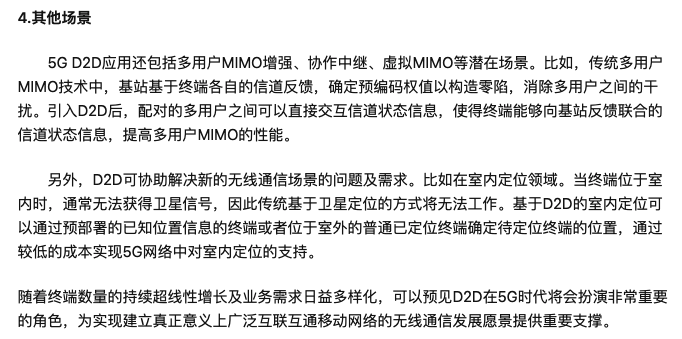 4.其他场景
5G D2D应用还包括多用户MIMO增强、协作中继、虚拟MIMO等潜在场景。比如，传统多用户
MIMO技术中，基站基于终端各自的信道反馈，确定预编码权值以构造零陷，消除多用户之间的干
扰。引入D2D后，配对的多用户之间可以直接交互信道状态信息，使得终端能够向基站反馈联合的
信道状态信息，提高多用户MIMO的性能。
另外，D2D可协助解决新的无线通信场景的问题及需求。比如在室内定位领域。当终端位于室
内时，通常无法获得卫星信号，因此传统基于卫星定位的方式将无法工作。基于D2D的室内定位可
以通过预部署的已知位置信息的终端或者位于室外的普通已定位终端确定待定位终端的位置，通过
较低的成本实现5G网络中对室内定位的支持。
随着终端数量的持续超线性增长及业务需求日益多样化，可以预见D2D在5G时代将会扮演非常重要
的角色，为实现建立真正意义上广泛互联互通移动网络的无线通信发展愿景提供重要支撑。